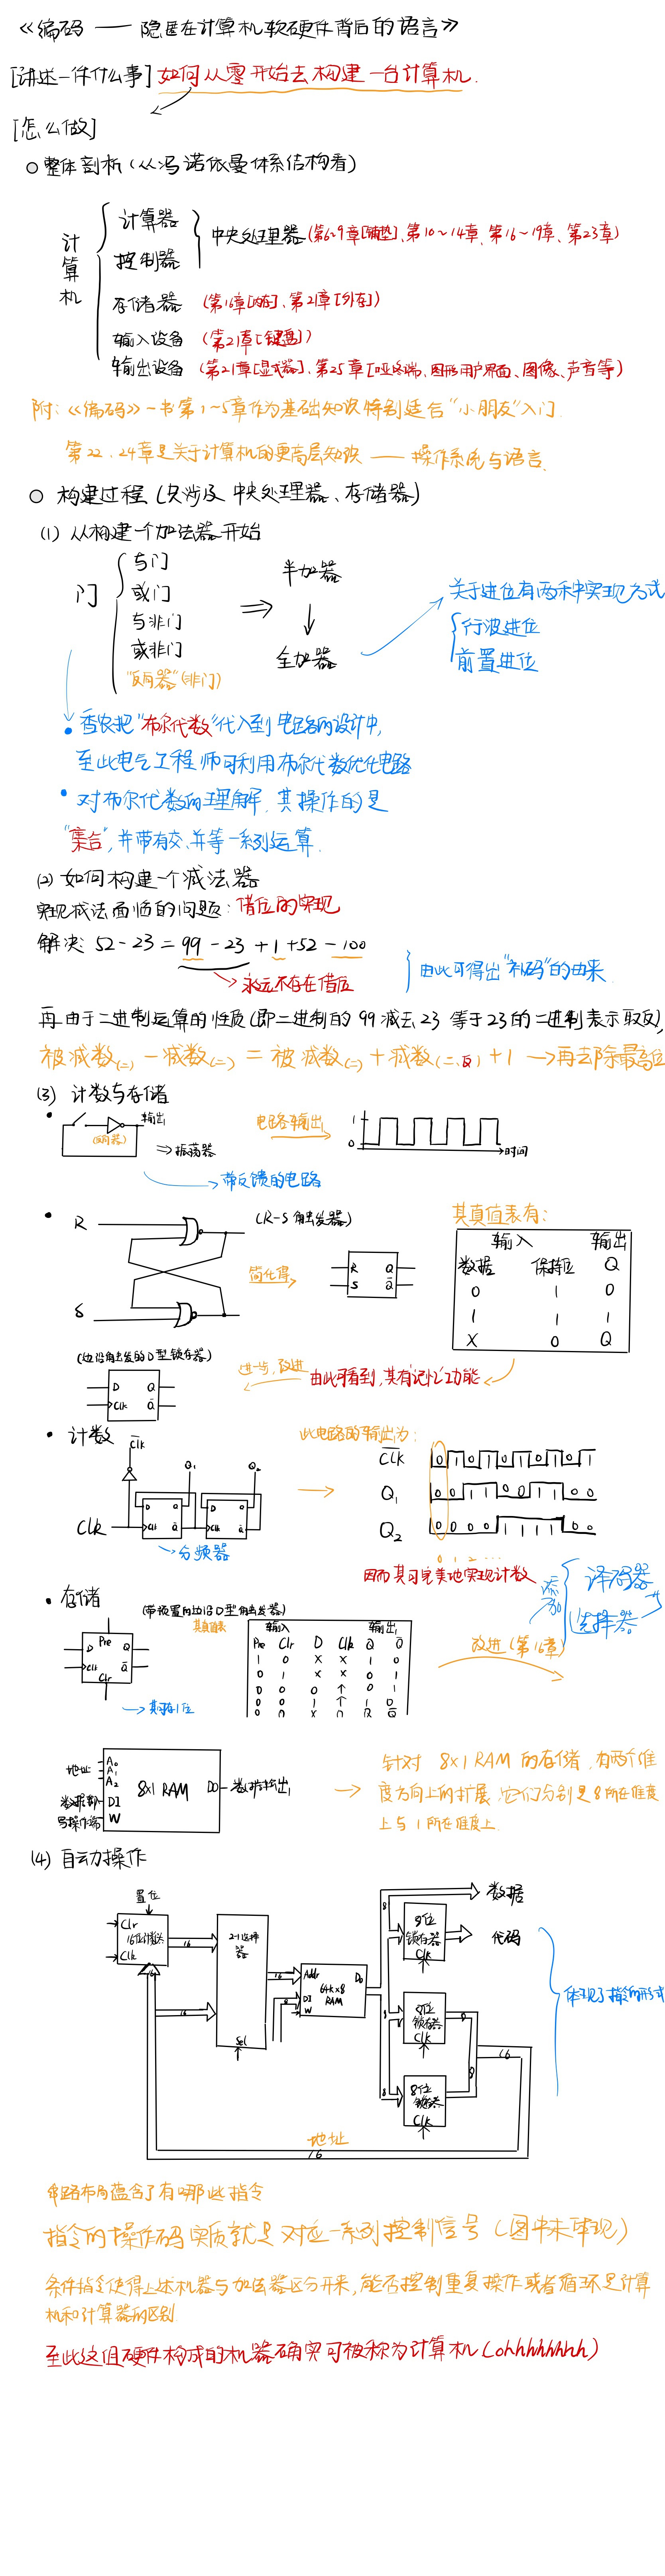 《编码 —— 隐匿在计算机软硬件背后的语言》
[讲述一件什么事] 如何从零开始去构建一台计算机.
[怎么做]
○ 整体剖析(从冯诺依曼体系结构看)
计算机
计算器
控制器
中央处理器 (第6~9章[铺垫]、第10~14章、第16~19章、第23章)
存储器 (第16章[内存]、第21章[外存])
输入设备 (第21章[键盘])
输出设备 (第21章[显示器]、第25章[哑终端、图形用户界面、图像、声音等])
附:《编码》一书第1~5章作为基础知识特别适合“小朋友”入门.
第22、24章是关于计算机的更高层知识 —— 操作系统与语言.
○ 构建过程 (只涉及 中央处理器、存储器)
(1) 从构建一个加法器开始
门
与门
或门
与非门
或非门
“反向器”(非门)
⇒
半加器
↓
全加器
关于进位有两种实现方式
行波进位
前置进位
• 香农把“布尔代数”代入到电路的设计中,
至此电气工程师可利用布尔代数优化电路
• 对布尔代数的理解, 其操作的是
“集合”, 并带有交、并等一系列运算.
(2) 如何构建一个减法器
实现减法面临的问题: 借位的实现
解决: 52 - 23 = 99 - 23 + 1 + 52 - 100
→ 永远不存在借位
由此可得出“补码”的由来.
再由于二进制运算的性质(即二进制的99减去23 等于23的二进制表示取反),
被减数(二) - 减数(二) = 被减数(二) + 减数(二、反) + 1 → 再去除最高位
(3) 计数与存储
•
输出
(反向器)
⇒ 振荡器
→ 带反馈的电路
电路输出
1
0
时间
•
R
S
(R-S 触发器)
简化得
R Q
S Q̅
其真值表有:
输入 输出
数据 保持位 Q
0 1 0
1 1 1
X 0 Q
由此可看到,其有记忆功能
进一步改进
(边沿触发的D型锁存器)
D Q
Clk Q̅
• 计数
C̅l̅k̅
Q₁ Q₂
Clk
D Q D Q
Clk Q̅ Clk Q̅
→ 分频器
此电路的输出为:
C̅l̅k̅ 0 1 0 1 0 1 0 1 0 1
Q₁ 0 0 1 1 0 0 1 1 0 0
Q₂ 0 0 0 0 1 1 1 1 0 0
0 1 2 ...
因而其可完美地实现计数
• 存储
(带预置的边沿D型触发器)
Pre
D Q
Clk Q̅
Clr
→ 其可存1位
其真值表
输入 输出
Pre Clr D Clk Q Q̅
1 0 X X 1 0
0 1 X X 0 1
0 0 0 ↑ 0 1
0 0 1 ↑ 1 0
0 0 X 0 Q Q̅
改进 (第16章)
添加
译码器
选择器
地址
A₀
A₁
A₂
数据端 DI
写操作端 W
8×1 RAM
DO 数据输出
→ 针对 8×1 RAM 的存储, 有两个维
度方向上的扩展. 它们分别是8所在维度
上与1所在维度上.
(4) 自动操作
置位
Clr
16位计数器
Clk
16
16
16
2-1选择器
Sel
16
8
Addr
DI
W
64k×8
RAM
DO
8
8
8
数据
8位
锁存器
Clk
代码
8位
锁存器
Clk
8
8位
锁存器
Clk
8
16
地址
16
体现了指令的形式
电路布局蕴含了有哪些指令
指令的操作码实质就是对应一系列控制信号 (图中未体现)
条件指令使得上述机器与加法器区分开来, 能否控制重复操作或者循环是计算
机和计算器的区别.
至此这组硬件构成的机器确实可被称为计算机(ohhhhhhhh)